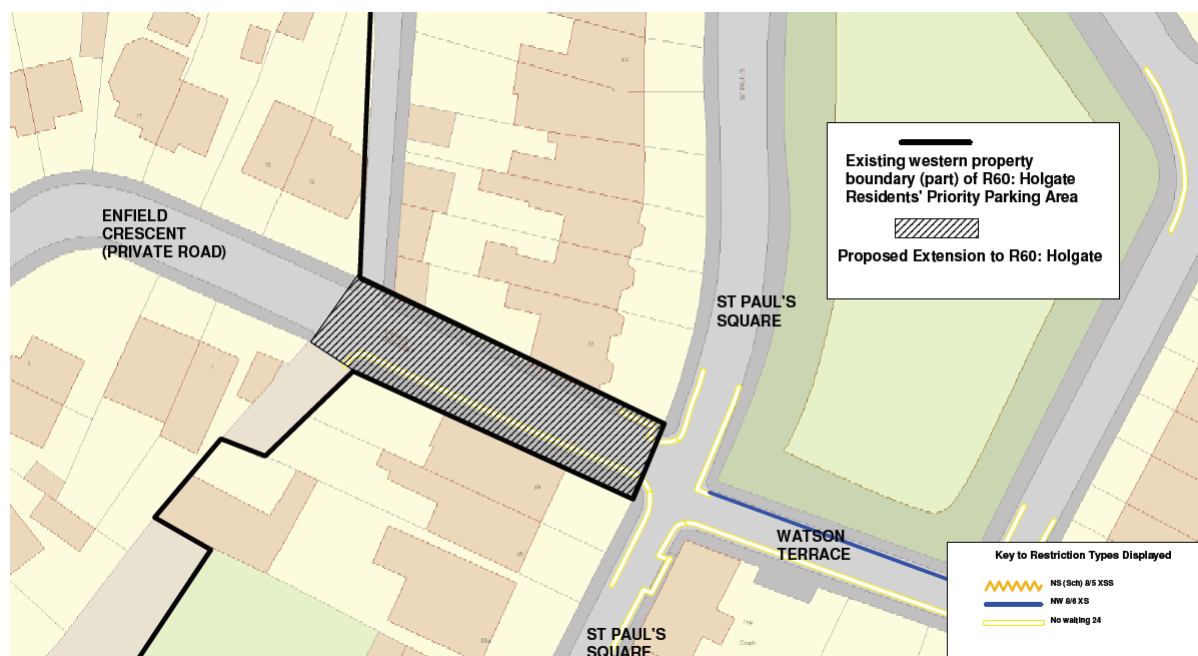 ENFIELD
CRESCENT
(PRIVATE ROAD)
ST PAUL'S
SQUARE
Existing western property
boundary (part) of R60: Holgate
Residents' Priority Parking Area
Proposed Extension to R60: Holgate
WATSON
TERRACE
ST PAUL'S
SQUARE
The
Coach
Key to Restriction Types Displayed
NS (Sch) 8/5 XSS
NW 8/6 XS
No waiting 24